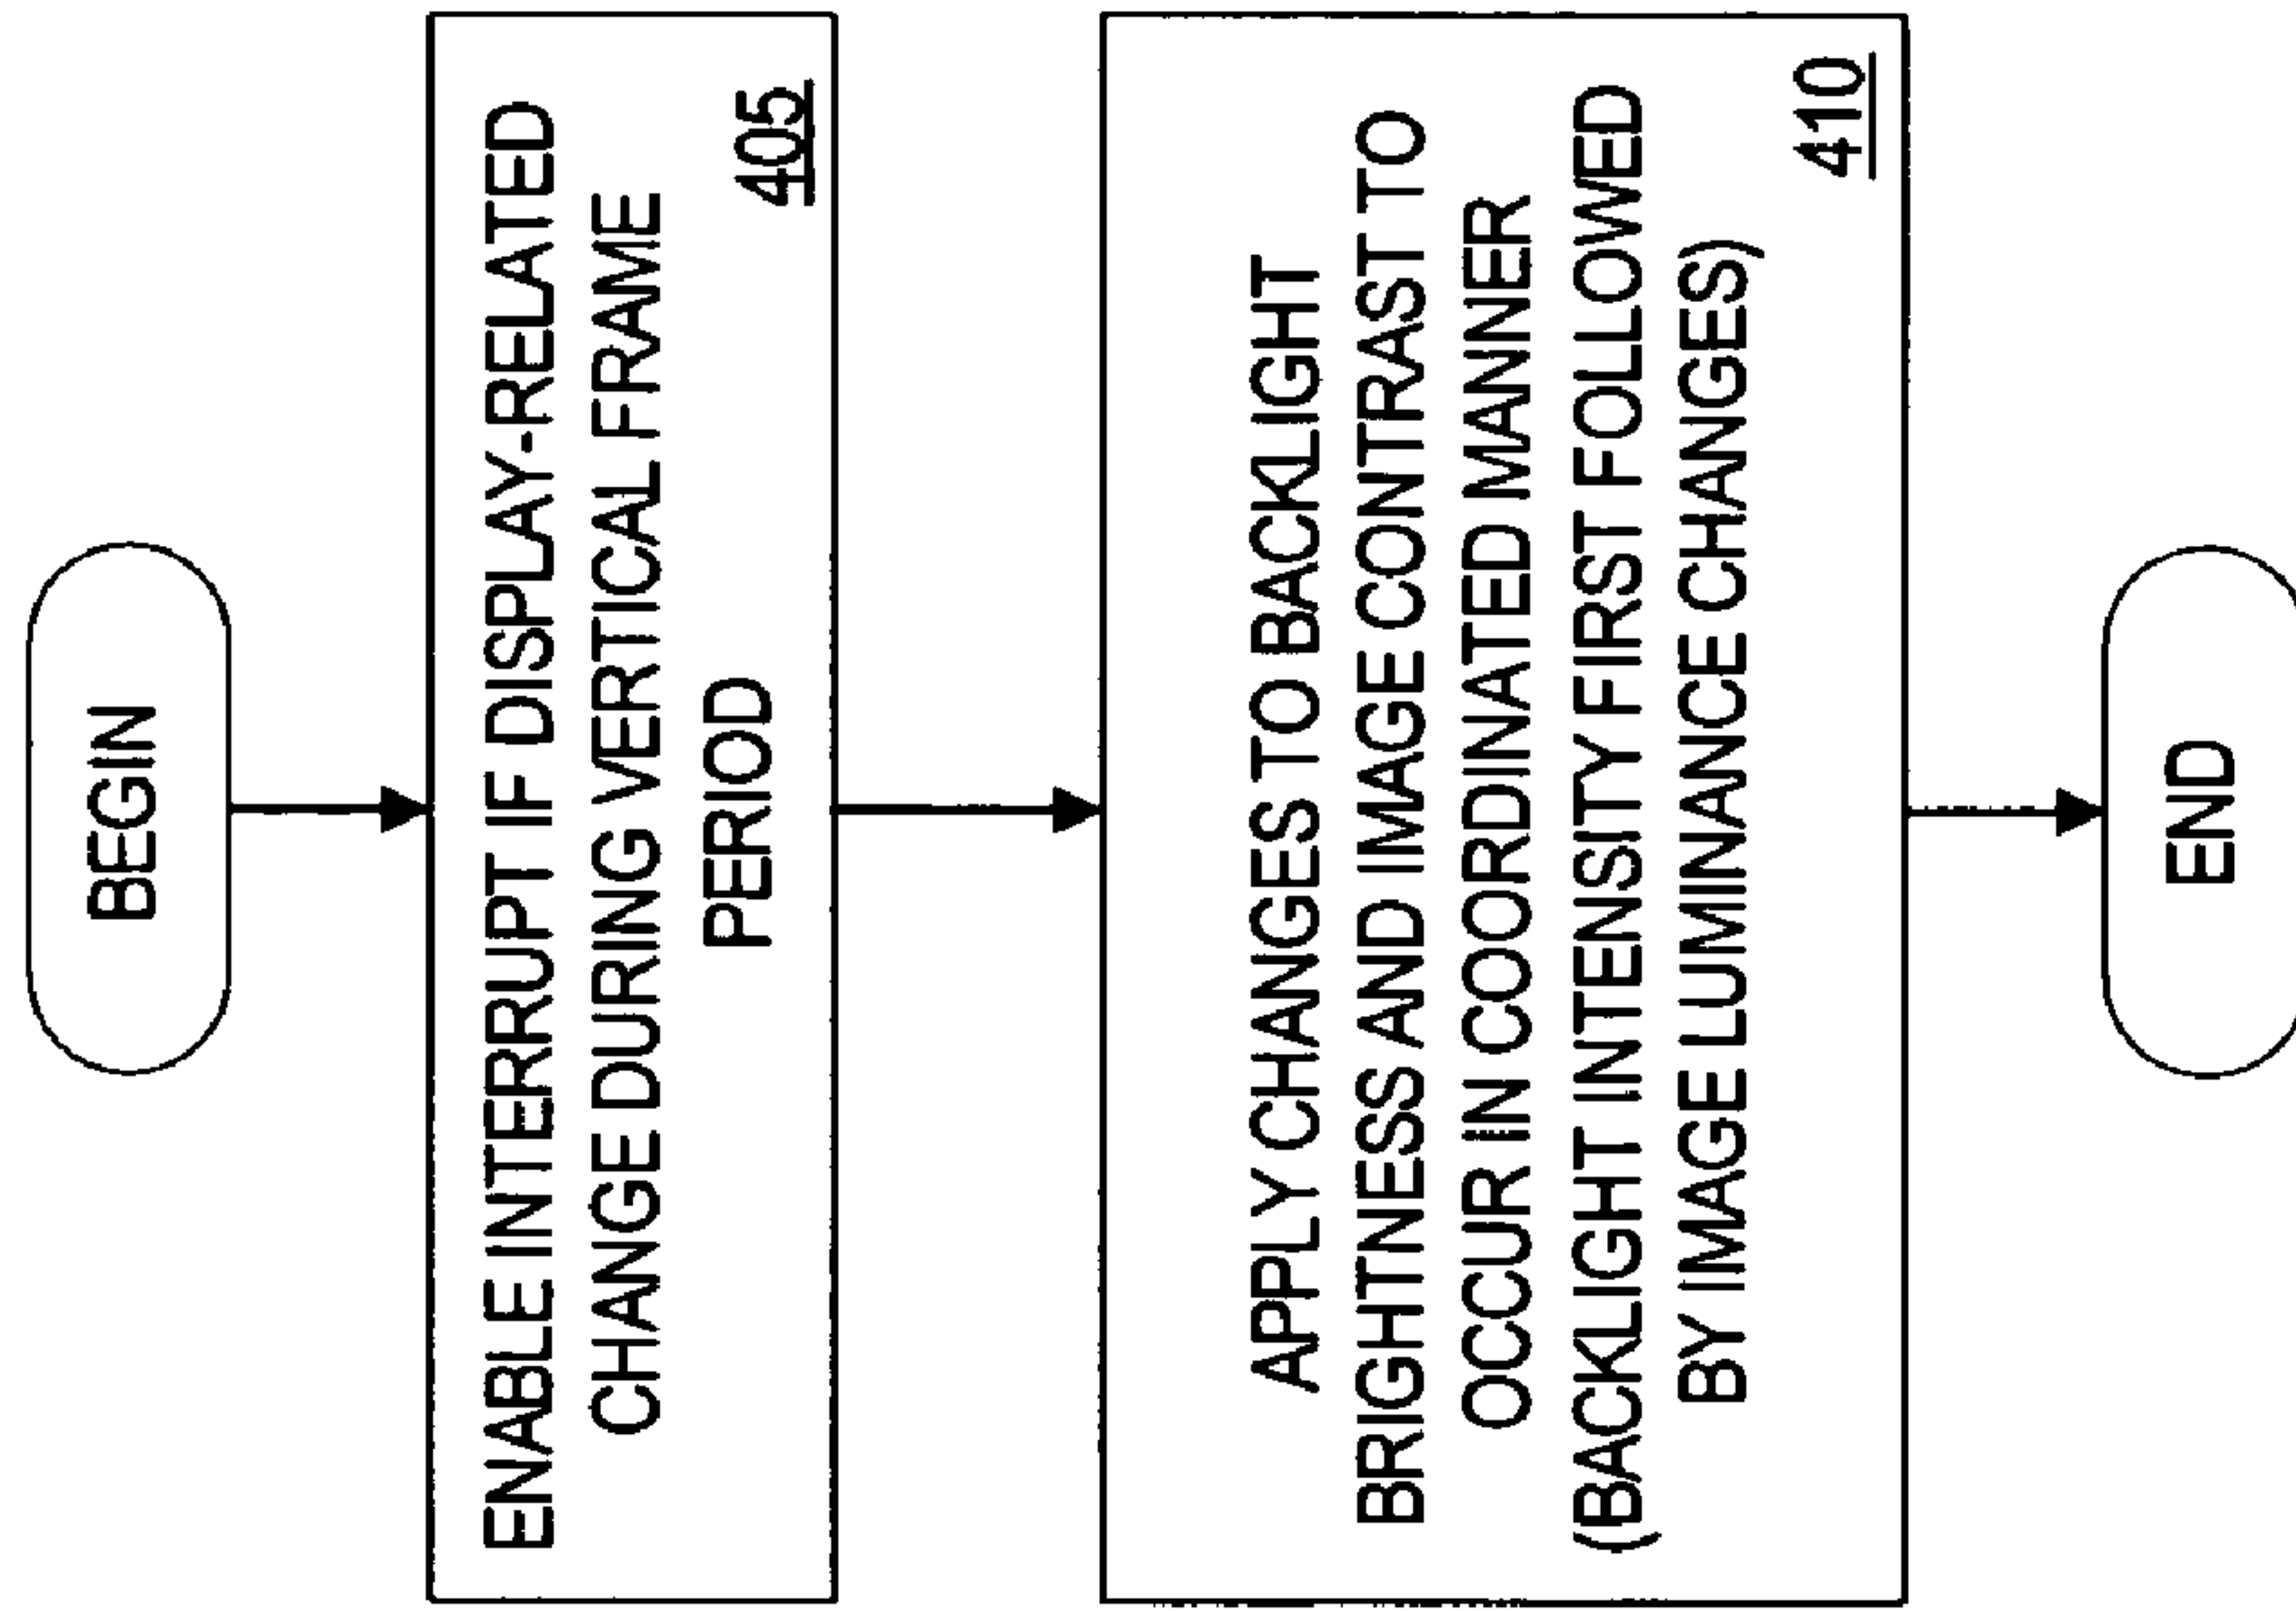 BEGIN
ENABLE INTERRUPT IF DISPLAY-RELATED
CHANGE DURING VERTICAL FRAME
PERIOD
405
APPLY CHANGES TO BACKLIGHT
BRIGHTNESS AND IMAGE CONTRAST TO
OCCUR IN COORDINATED MANNER
(BACKLIGHT INTENSITY FIRST FOLLOWED
BY IMAGE LUMINANCE CHANGES)
410
END